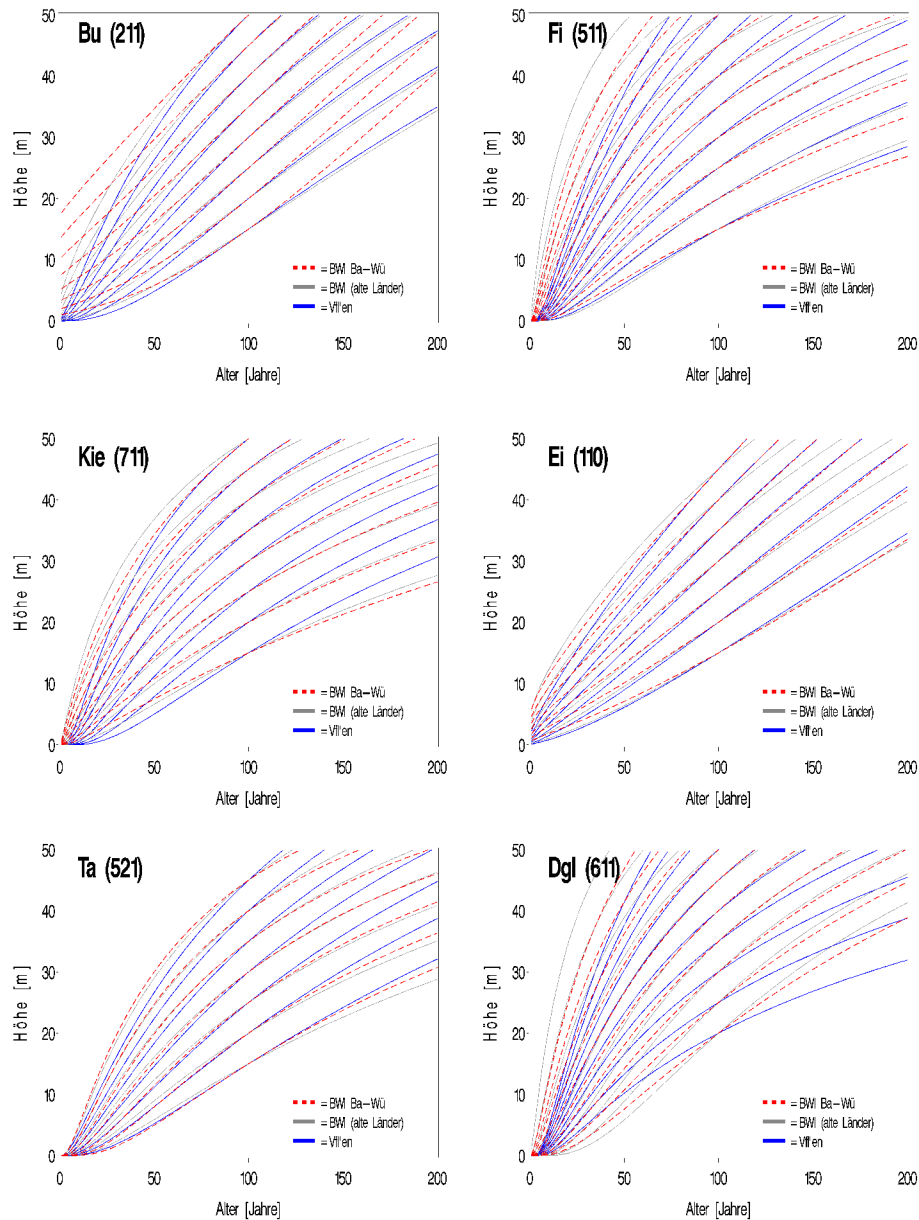 Bu (211)
Höhe [m]
50
40
30
20
10
0
= BWI Ba-Wü
= BWI (alte Länder)
= Vfl'en
0 50 100 150 200
Alter [Jahre]
Fi (511)
Höhe [m]
50
40
30
20
10
0
= BWI Ba-Wü
= BWI (alte Länder)
= Vfl'en
0 50 100 150 200
Alter [Jahre]
Kie (711)
Höhe [m]
50
40
30
20
10
0
= BWI Ba-Wü
= BWI (alte Länder)
= Vfl'en
0 50 100 150 200
Alter [Jahre]
Ei (110)
Höhe [m]
50
40
30
20
10
0
= BWI Ba-Wü
= BWI (alte Länder)
= Vfl'en
0 50 100 150 200
Alter [Jahre]
Ta (521)
Höhe [m]
50
40
30
20
10
0
= BWI Ba-Wü
= BWI (alte Länder)
= Vfl'en
0 50 100 150 200
Alter [Jahre]
Dgl (611)
Höhe [m]
50
40
30
20
10
0
= BWI Ba-Wü
= BWI (alte Länder)
= Vfl'en
0 50 100 150 200
Alter [Jahre]